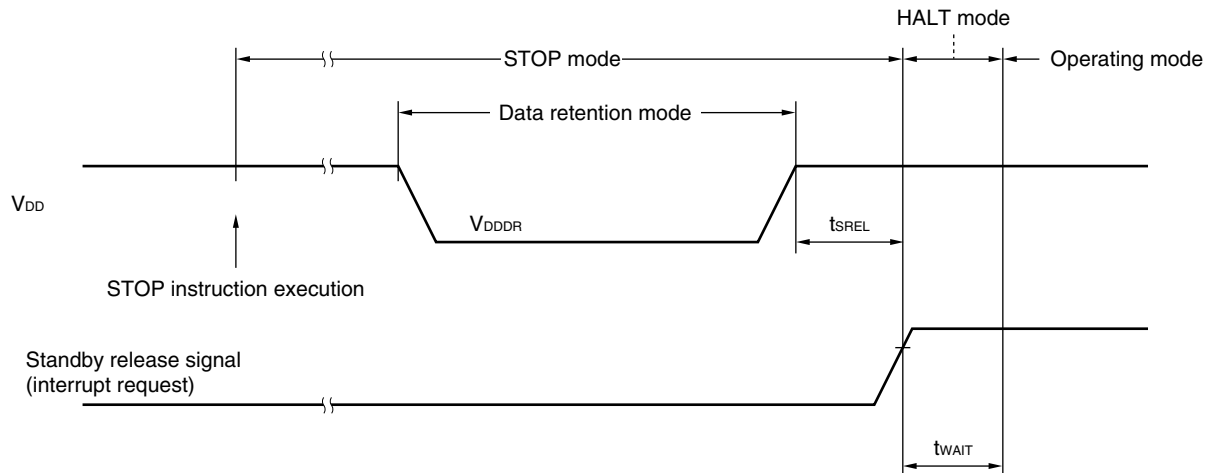 HALT mode
STOP mode
Operating mode
Data retention mode
VDD
VDDDR
tSREL
STOP instruction execution
Standby release signal
(interrupt request)
tWAIT